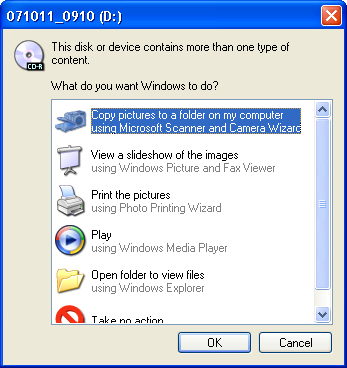 071011_0910 (D:)
This disk or device contains more than one type of
content.
CD-R
What do you want Windows to do?
Copy pictures to a folder on my computer
using Microsoft Scanner and Camera Wizard
View a slideshow of the images
using Windows Picture and Fax Viewer
Print the pictures
using Photo Printing Wizard
Play
using Windows Media Player
Open folder to view files
using Windows Explorer
Take no action
OK
Cancel